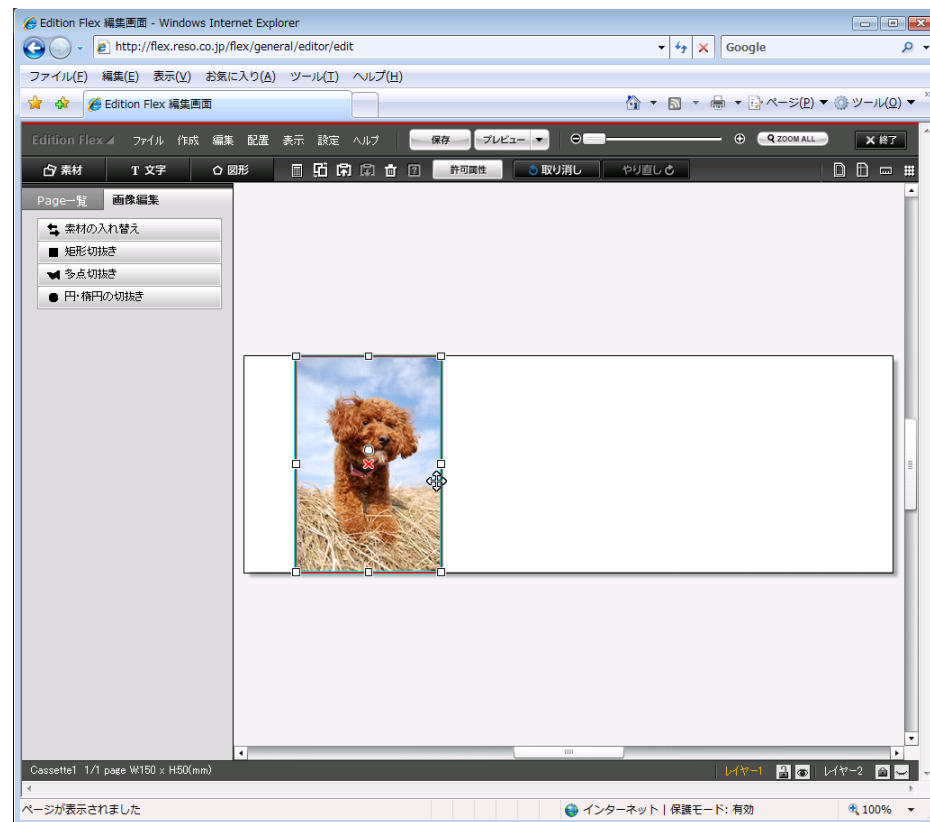 Edition Flex 編集画面 - Windows Internet Explorer
http://flex.reso.co.jp/flex/general/editor/edit
Google
ファイル(F) 編集(E) 表示(V) お気に入り(A) ツール(T) ヘルプ(H)
Edition Flex 編集画面
ページ(P) ツール(O)
Edition Flex ファイル 作成 編集 配置 表示 設定 ヘルプ 保存 プレビュー ZOOM ALL 終了
素材 T 文字 図形 許可属性 取り消し やり直し
Page一覧 画像編集
素材の入れ替え
矩形切抜き
多点切抜き
円・楕円の切抜き
Cassette1 1/1 page W:150 x H:50(mm) レイヤー1 レイヤー2
ページが表示されました インターネット | 保護モード: 有効 100%